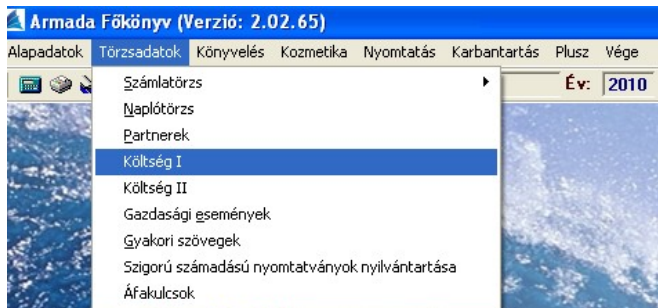 Armada Főkönyv (Verzió: 2.02.65)
Alapadatok Törzsadatok Könyvelés Kozmetika Nyomtatás Karbantartás Plusz Vége
Év: 2010
Számlatörzs
Naplótörzs
Partnerek
Költség I
Költség II
Gazdasági események
Gyakori szövegek
Szigorú számadású nyomtatványok nyilvántartása
Áfakulcsok